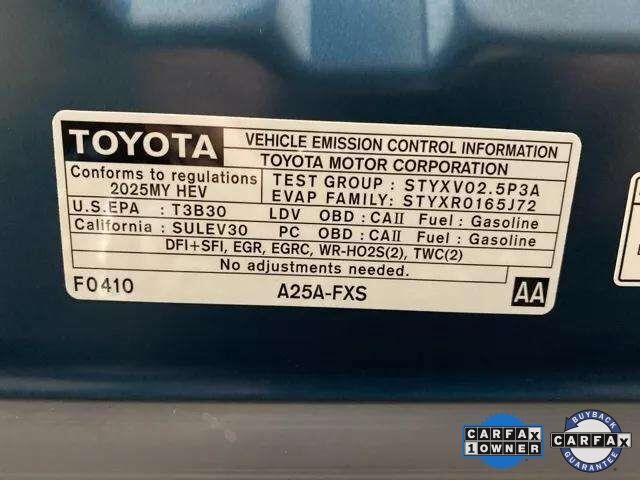 TOYOTA
VEHICLE EMISSION CONTROL INFORMATION
TOYOTA MOTOR CORPORATION
Conforms to regulations
2025MY HEV
TEST GROUP : STYXV02.5P3A
EVAP FAMILY: STYXR0165J72
U.S.EPA : T3B30 LDV OBD : CAII Fuel : Gasoline
California : SULEV30 PC OBD : CAII Fuel : Gasoline
DFI+SFI, EGR, EGRC, WR-HO2S(2), TWC(2)
No adjustments needed.
F0410 A25A-FXS AA
CARFAX
1 OWNER
BUYBACK
CARFAX
GUARANTEE